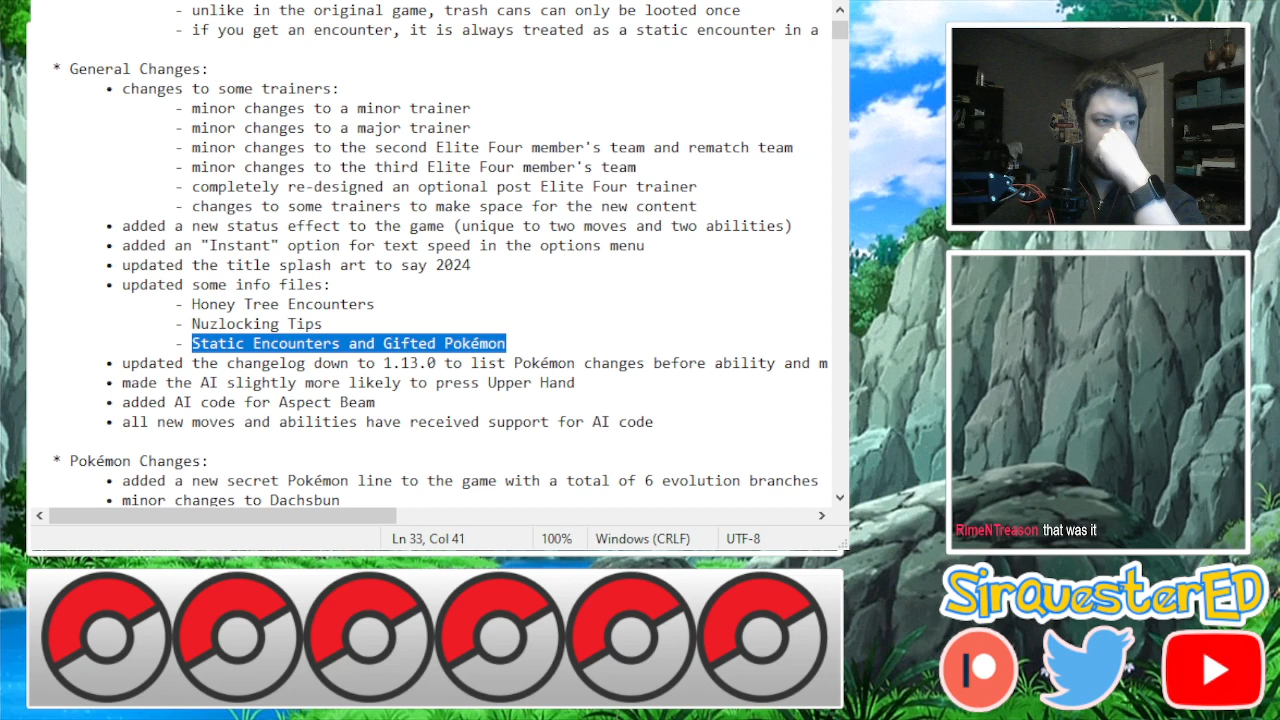 - unlike in the original game, trash cans can only be looted once
- if you get an encounter, it is always treated as a static encounter in a
* General Changes:
• changes to some trainers:
- minor changes to a minor trainer
- minor changes to a major trainer
- minor changes to the second Elite Four member's team and rematch team
- minor changes to the third Elite Four member's team
- completely re-designed an optional post Elite Four trainer
- changes to some trainers to make space for the new content
• added a new status effect to the game (unique to two moves and two abilities)
• added an "Instant" option for text speed in the options menu
• updated the title splash art to say 2024
• updated some info files:
- Honey Tree Encounters
- Nuzlocking Tips
- Static Encounters and Gifted Pokémon
• updated the changelog down to 1.13.0 to list Pokémon changes before ability and m
• made the AI slightly more likely to press Upper Hand
• added AI code for Aspect Beam
• all new moves and abilities have received support for AI code
* Pokémon Changes:
• added a new secret Pokémon line to the game with a total of 6 evolution branches
• minor changes to Dachsbun
Ln 33, Col 41
100%
Windows (CRLF)
UTF-8
RimeNTreason that was it
SirquesterED